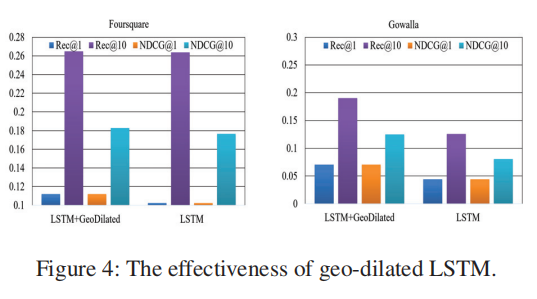 Foursquare
Rec@1 Rec@10 NDCG@1 NDCG@10
0.28
0.26
0.24
0.22
0.2
0.18
0.16
0.14
0.12
0.1
LSTM+GeoDilated LSTM
Gowalla
Rec@1 Rec@10 NDCG@1 NDCG@10
0.3
0.25
0.2
0.15
0.1
0.05
0
LSTM+GeoDilated LSTM
Figure 4: The effectiveness of geo-dilated LSTM.